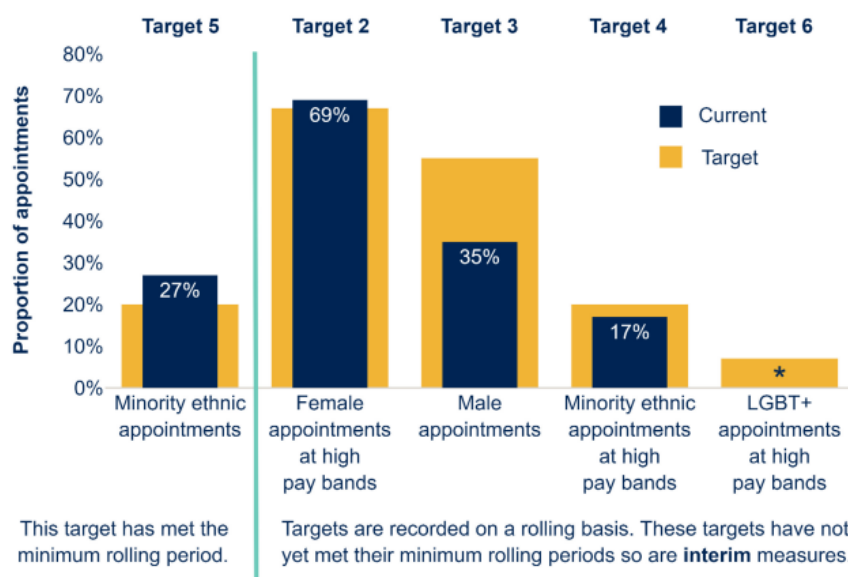 Target 5 Target 2 Target 3 Target 4 Target 6
Proportion of appointments
80%
70%
60%
50%
40%
30%
20%
10%
0%
Current
Target
27%
69%
35%
17%
*
Minority ethnic
appointments
Female
appointments
at high
pay bands
Male
appointments
Minority ethnic
appointments
at high
pay bands
LGBT+
appointments
at high
pay bands
This target has met the
minimum rolling period.
Targets are recorded on a rolling basis. These targets have not
yet met their minimum rolling periods so are interim measures